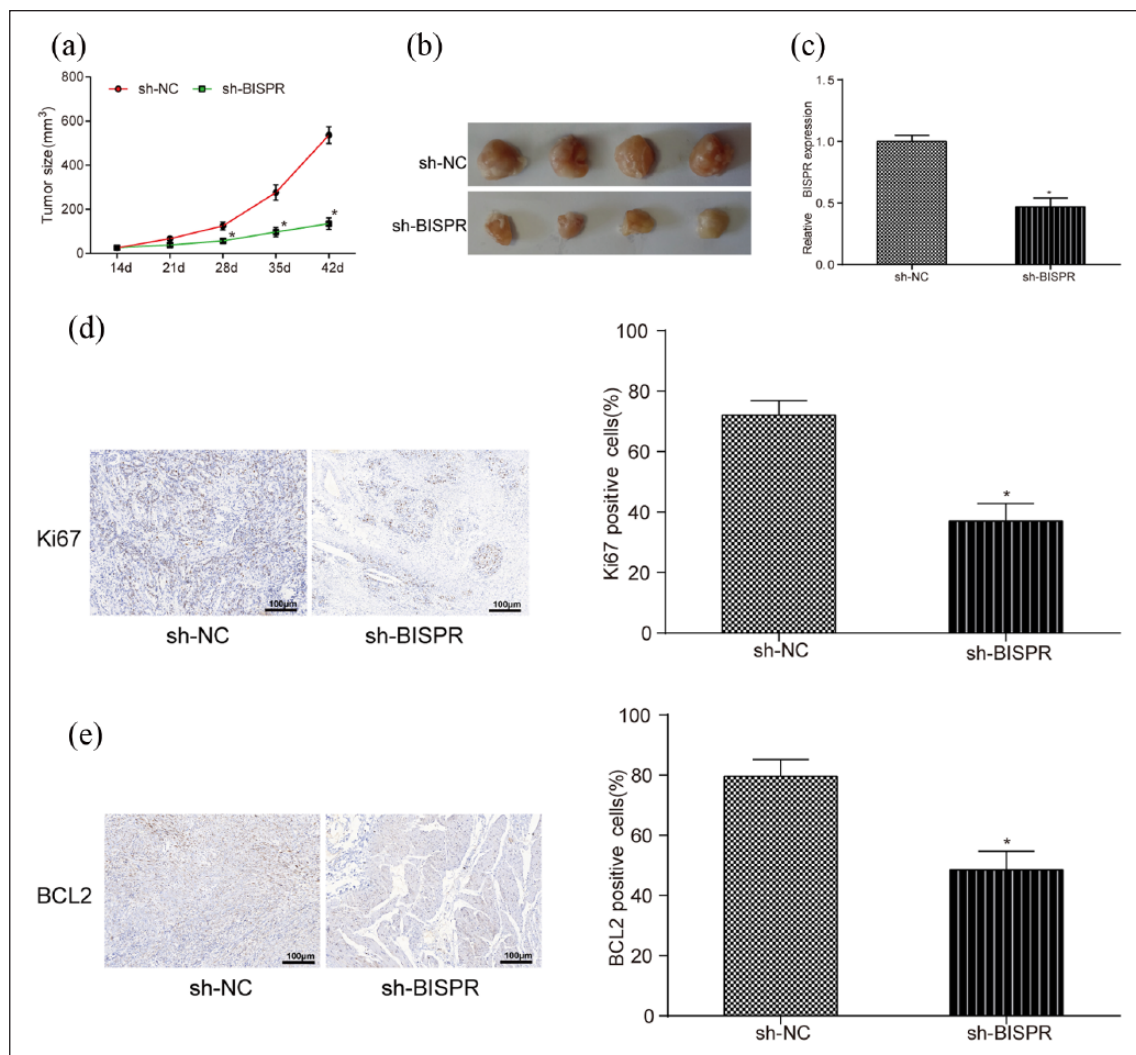 (a)
800
600
400
200
0
Tumor size(mm³)
sh-NC sh-BISPR
*
*
*
14d 21d 28d 35d 42d
(b)
sh-NC
sh-BISPR
(c)
1.5
1.0
0.5
0.0
Relative BISPR expression
*
sh-NC sh-BISPR
(d)
Ki67
100μm 100μm
sh-NC sh-BISPR
100
80
60
40
20
0
Ki67 positive cells(%)
*
sh-NC sh-BISPR
(e)
BCL2
100μm 100μm
sh-NC sh-BISPR
100
80
60
40
20
0
BCL2 positive cells(%)
*
sh-NC sh-BISPR